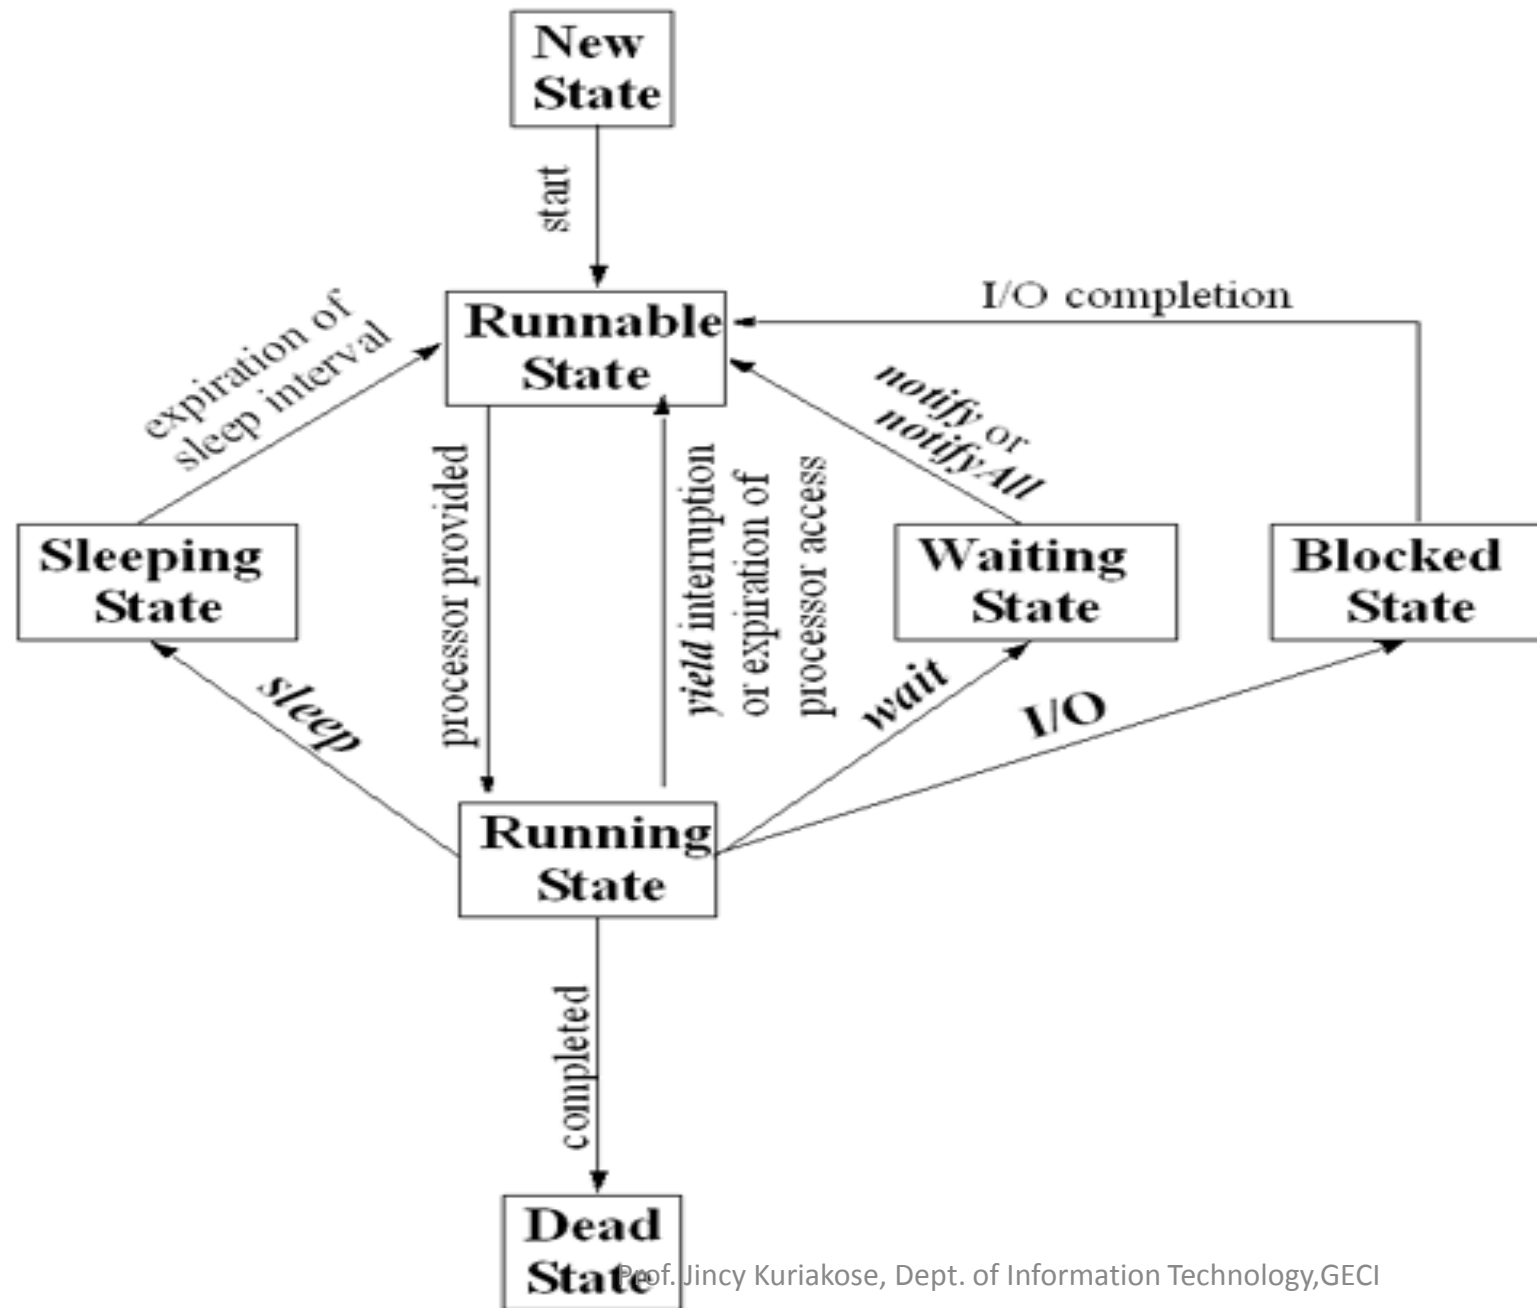 New
State
start
Runnable
State
I/O completion
expiration of
sleep interval
notify or
notifyAll
processor provided
yield interruption
or expiration of
processor access
Sleeping
State
Waiting
State
Blocked
State
sleep
wait
I/O
Running
State
completed
Dead
State
Prof. Jincy Kuriakose, Dept. of Information Technology,GECI